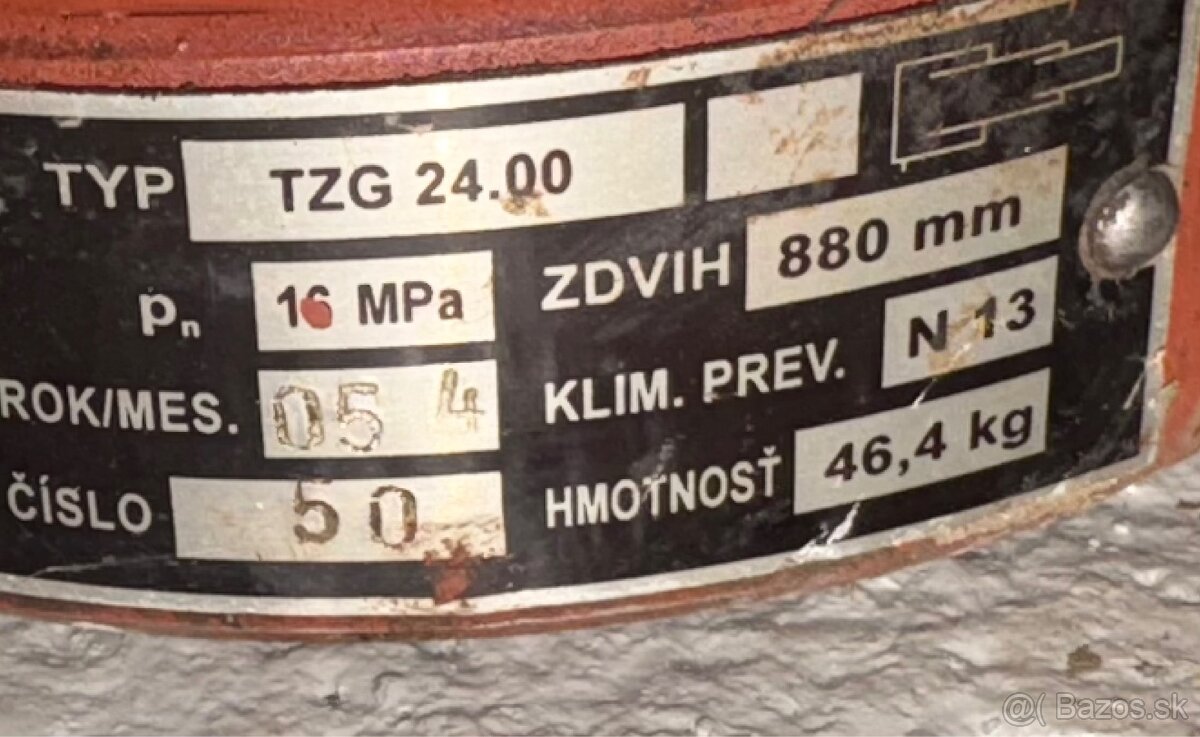 TYP TZG 24.00
pn 16 MPa ZDVIH 880 mm
ROK/MES. 05 4 KLIM. PREV. N 13
ČÍSLO 50 HMOTNOSŤ 46,4 kg
@( Bazos.sk